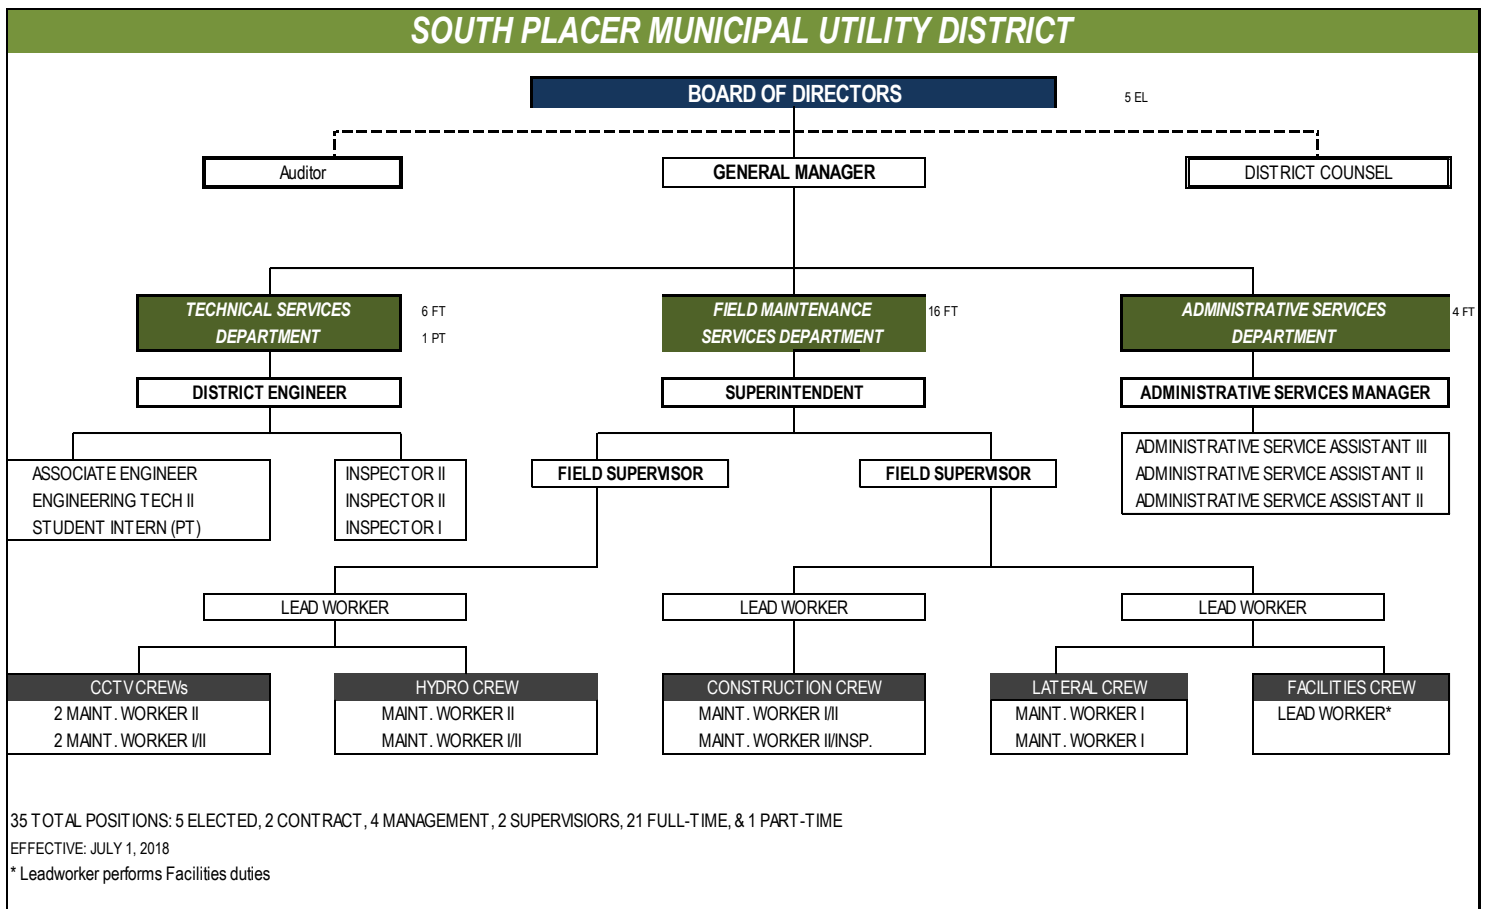 SOUTH PLACER MUNICIPAL UTILITY DISTRICT
BOARD OF DIRECTORS
5 EL
Auditor
GENERAL MANAGER
DISTRICT COUNSEL
TECHNICAL SERVICES
DEPARTMENT
6 FT
1 PT
FIELD MAINTENANCE
SERVICES DEPARTMENT
16 FT
ADMINISTRATIVE SERVICES
DEPARTMENT
4 FT
DISTRICT ENGINEER
SUPERINTENDENT
ADMINISTRATIVE SERVICES MANAGER
ASSOCIATE ENGINEER
ENGINEERING TECH II
STUDENT INTERN (PT)
INSPECTOR II
INSPECTOR II
INSPECTOR I
FIELD SUPERVISOR
FIELD SUPERVISOR
ADMINISTRATIVE SERVICE ASSISTANT III
ADMINISTRATIVE SERVICE ASSISTANT II
ADMINISTRATIVE SERVICE ASSISTANT II
LEAD WORKER
LEAD WORKER
LEAD WORKER
CCTV CREWs
2 MAINT. WORKER II
2 MAINT. WORKER I/II
HYDRO CREW
MAINT. WORKER II
MAINT. WORKER I/II
CONSTRUCTION CREW
MAINT. WORKER I/II
MAINT. WORKER II/INSP.
LATERAL CREW
MAINT. WORKER I
MAINT. WORKER I
FACILITIES CREW
LEAD WORKER*
35 TOTAL POSITIONS: 5 ELECTED, 2 CONTRACT, 4 MANAGEMENT, 2 SUPERVISIORS, 21 FULL-TIME, & 1 PART-TIME
EFFECTIVE: JULY 1, 2018
* Leadworker performs Facilities duties